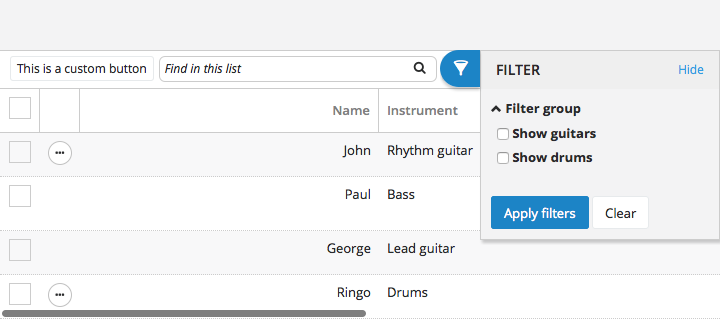 This is a custom button
Find in this list
FILTER
Hide
Filter group
Show guitars
Show drums
Apply filters
Clear
Name Instrument
John Rhythm guitar
Paul Bass
George Lead guitar
Ringo Drums